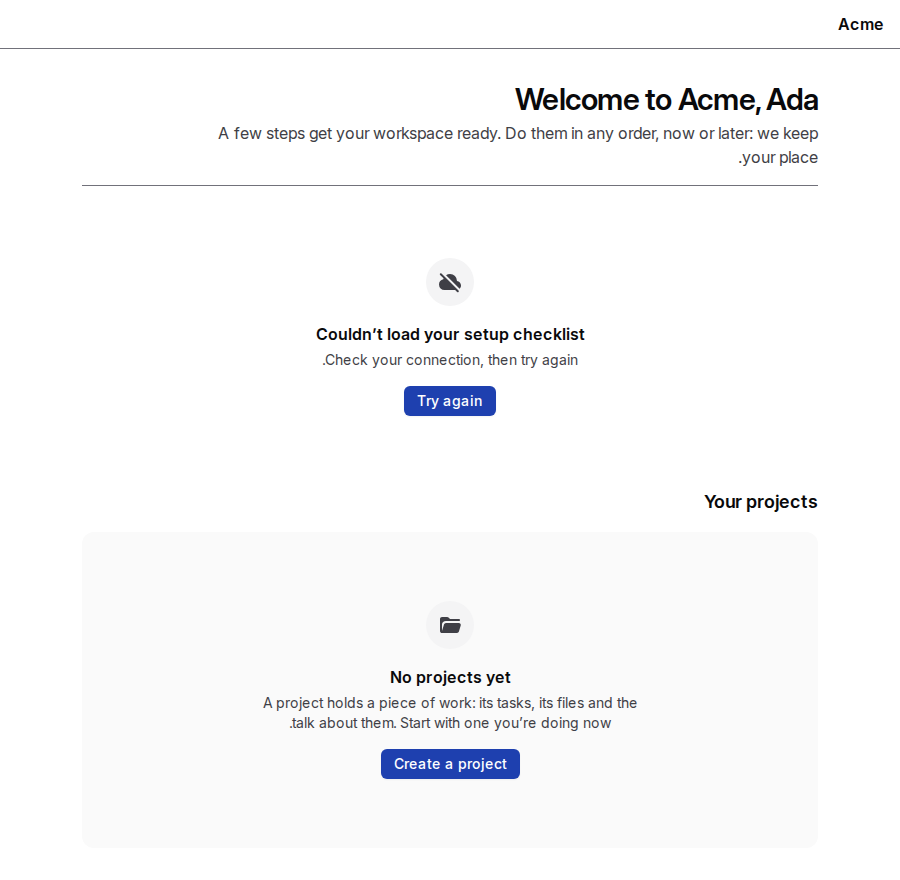 Acme
Welcome to Acme, Ada
A few steps get your workspace ready. Do them in any order, now or later: we keep
.your place
Couldn’t load your setup checklist
.Check your connection, then try again
Try again
Your projects
No projects yet
A project holds a piece of work: its tasks, its files and the
.talk about them. Start with one you’re doing now
Create a project